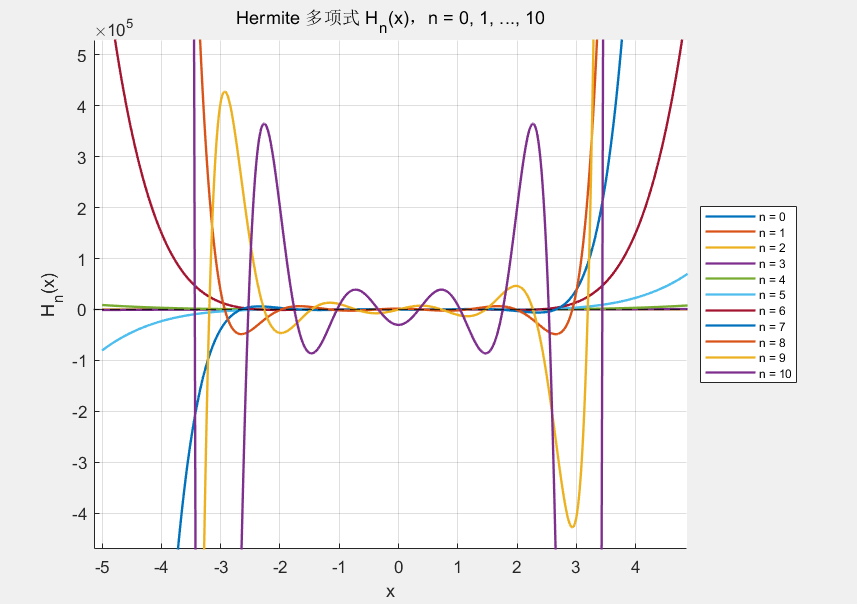 Hermite 多项式 H_n(x)，n = 0, 1, ..., 10
×10^5
5
4
3
2
1
0
-1
-2
-3
-4
H_n(x)
-5 -4 -3 -2 -1 0 1 2 3 4
x
n = 0
n = 1
n = 2
n = 3
n = 4
n = 5
n = 6
n = 7
n = 8
n = 9
n = 10